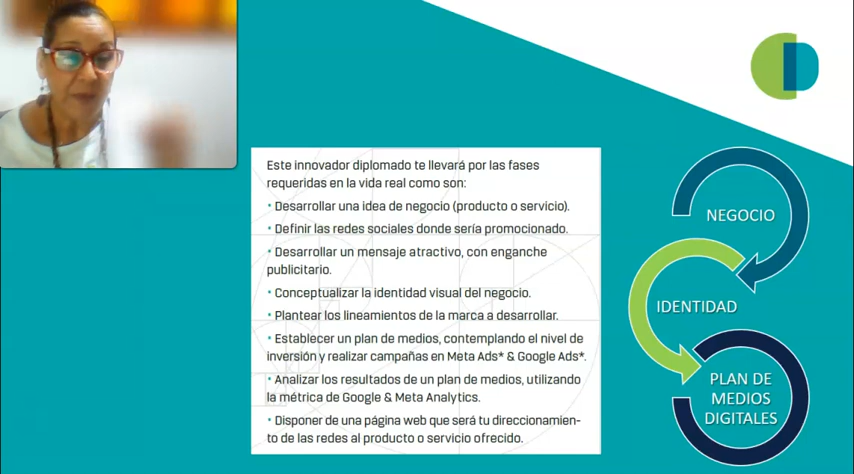 Este innovador diplomado te llevará por las fases
requeridas en la vida real como son:
• Desarrollar una idea de negocio (producto o servicio).
• Definir las redes sociales donde sería promocionado.
• Desarrollar un mensaje atractivo, con enganche
publicitario.
• Conceptualizar la identidad visual del negocio.
• Plantear los lineamientos de la marca a desarrollar.
• Establecer un plan de medios, contemplando el nivel de
inversión y realizar campañas en Meta Ads* & Google Ads*.
• Analizar los resultados de un plan de medios, utilizando
la métrica de Google & Meta Analytics.
• Disponer de una página web que será tu direccionamien-
to de las redes al producto o servicio ofrecido.
NEGOCIO
IDENTIDAD
PLAN DE
MEDIOS
DIGITALES